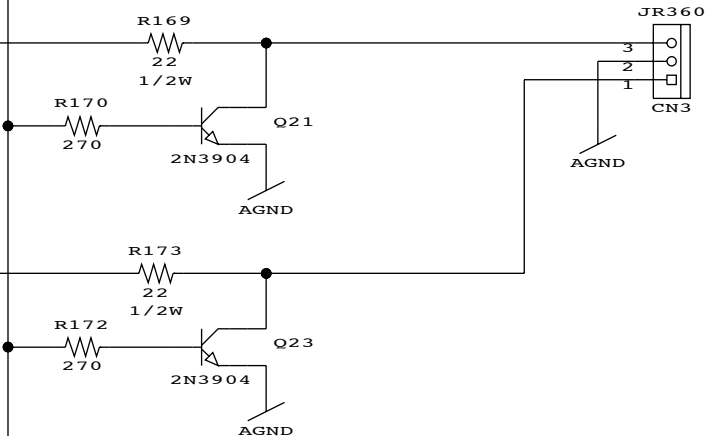 JR360
R169
22
1/2W
3
2
1
CN3
R170
270
Q21
2N3904
AGND
AGND
R173
22
1/2W
R172
270
Q23
2N3904
AGND